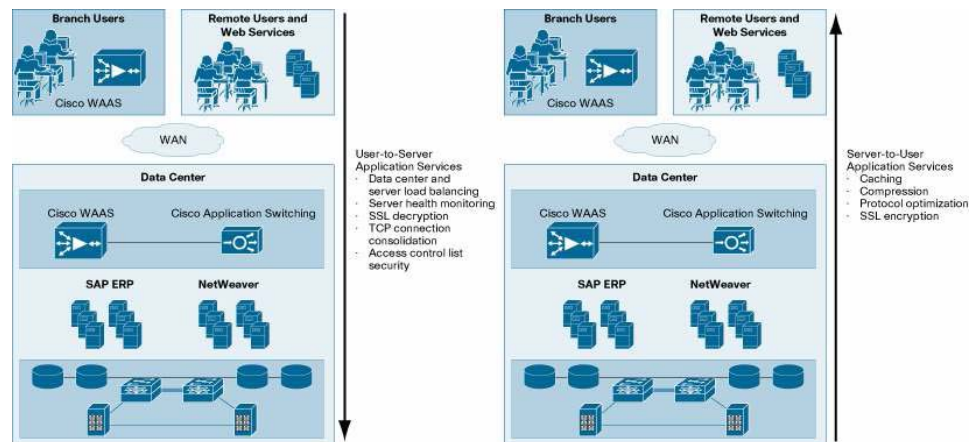 Branch Users
Cisco WAAS
Remote Users and
Web Services
WAN
Data Center
Cisco WAAS
Cisco Application Switching
SAP ERP
NetWeaver
User-to-Server
Application Services
· Data center and
server load balancing
· Server health monitoring
· SSL decryption
· TCP connection
consolidation
· Access control list
security
Branch Users
Cisco WAAS
Remote Users and
Web Services
WAN
Data Center
Cisco WAAS
Cisco Application Switching
SAP ERP
NetWeaver
Server-to-User
Application Services
· Caching
· Compression
· Protocol optimization
· SSL encryption